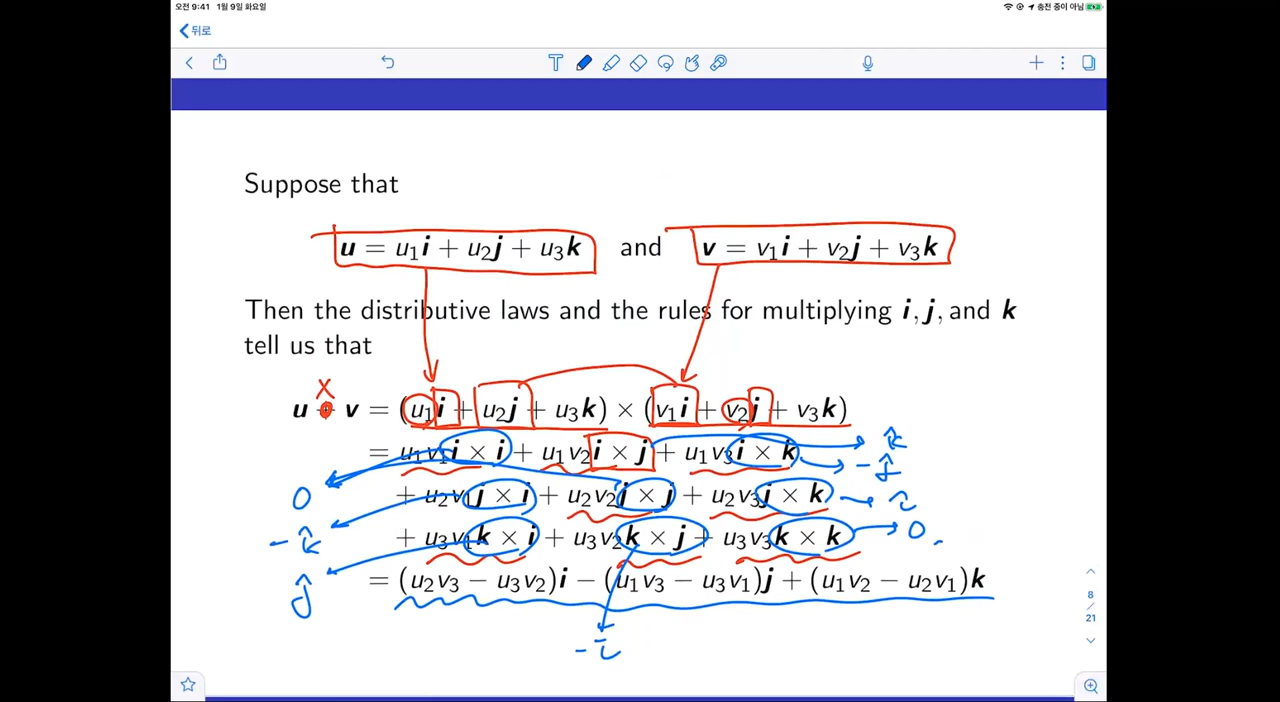 오전 9:41 1월 9일 화요일 충전 중이 아님
뒤로
Suppose that
u = u₁i + u₂j + u₃k and v = v₁i + v₂j + v₃k
Then the distributive laws and the rules for multiplying i, j, and k
tell us that
×
u v = (u₁i + u₂j + u₃k) × (v₁i + v₂j + v₃k)
= u₁v₁i × i + u₁v₂i × j + u₁v₃i × k k̂
-ĵ
0 + u₂v₁j × i + u₂v₂j × j + u₂v₃j × k î
-k̂ + u₃v₁k × i + u₃v₂k × j + u₃v₃k × k 0
ĵ = (u₂v₃ − u₃v₂)i − (u₁v₃ − u₃v₁)j + (u₁v₂ − u₂v₁)k
-i
8
/
21